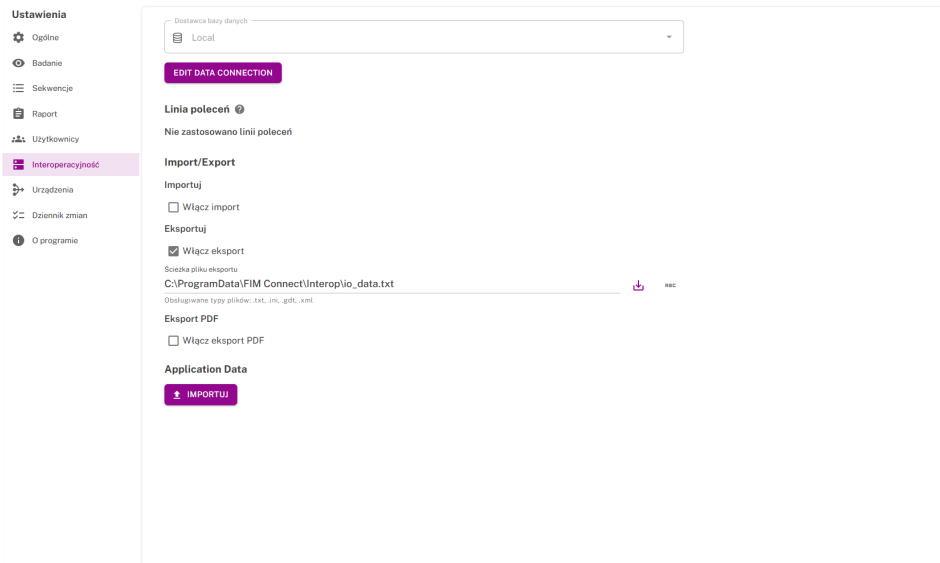 Ustawienia
Ogólne
Badanie
Sekwencje
Raport
Użytkownicy
Interoperacyjność
Urządzenia
Dziennik zmian
O programie
Dostawca bazy danych
Local
EDIT DATA CONNECTION
Linia poleceń
Nie zastosowano linii poleceń
Import/Export
Importuj
Włącz import
Eksportuj
Włącz eksport
Ścieżka pliku eksportu
C:\ProgramData\FIM Connect\Interop\io_data.txt
ABC
Obsługiwane typy plików: .txt, .ini, .gdt, .xml
Eksport PDF
Włącz eksport PDF
Application Data
IMPORTUJ